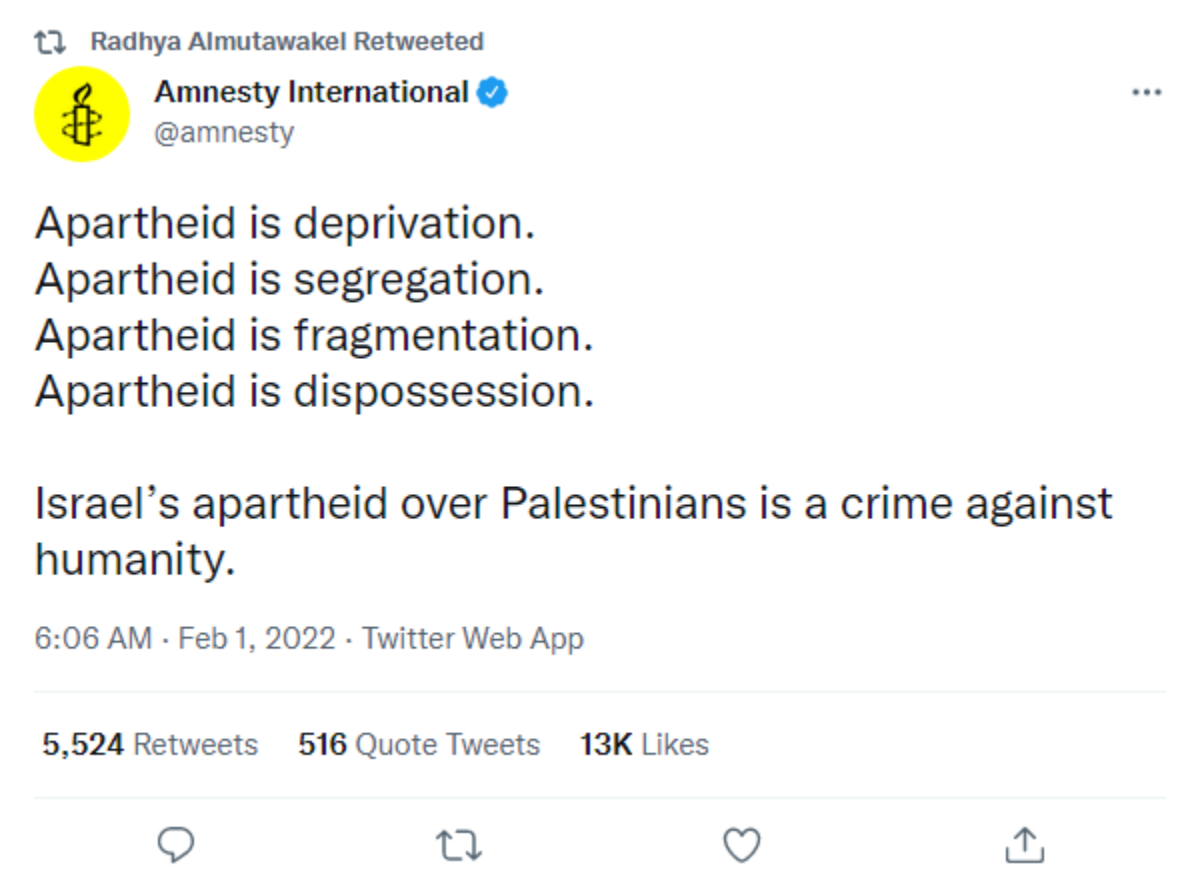 Radhya Almutawakel Retweeted
Amnesty International
@amnesty
Apartheid is deprivation.
Apartheid is segregation.
Apartheid is fragmentation.
Apartheid is dispossession.
Israel’s apartheid over Palestinians is a crime against
humanity.
6:06 AM · Feb 1, 2022 · Twitter Web App
5,524 Retweets 516 Quote Tweets 13K Likes